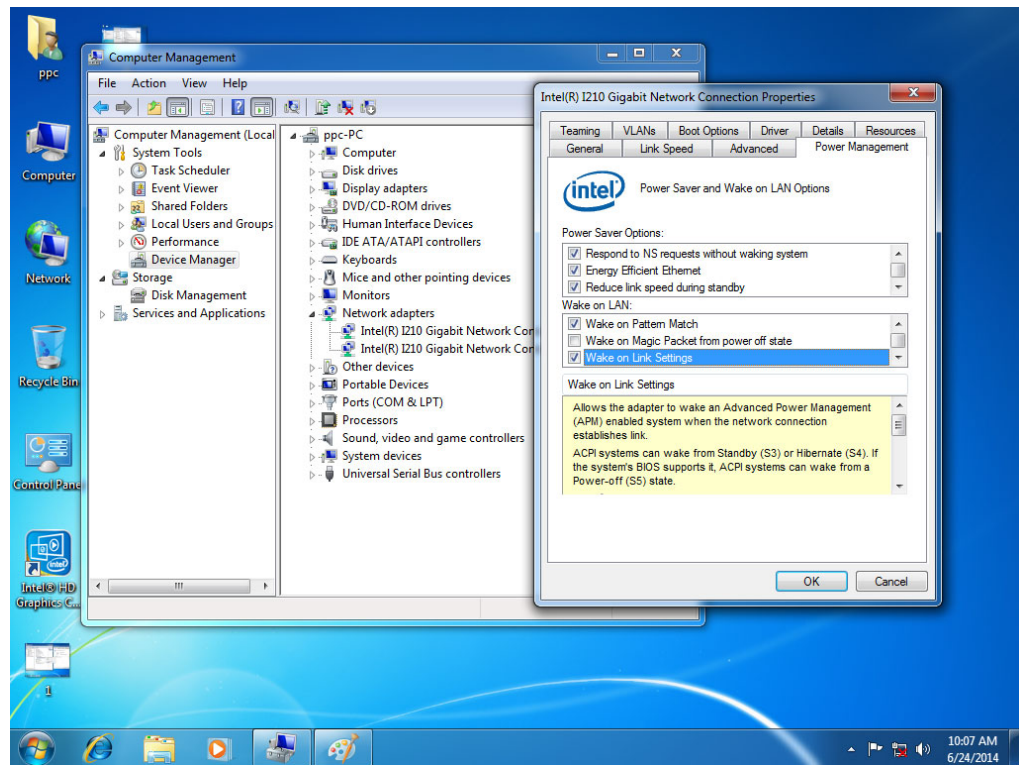 ppc
Computer
Network
Recycle Bin
Control Pane
Intel® HD
Graphics C...
1
Computer Management
File Action View Help
Computer Management (Local
System Tools
Task Scheduler
Event Viewer
Shared Folders
Local Users and Groups
Performance
Device Manager
Storage
Disk Management
Services and Applications
ppc-PC
Computer
Disk drives
Display adapters
DVD/CD-ROM drives
Human Interface Devices
IDE ATA/ATAPI controllers
Keyboards
Mice and other pointing devices
Monitors
Network adapters
Intel(R) I210 Gigabit Network Cor
Intel(R) I210 Gigabit Network Cor
Other devices
Portable Devices
Ports (COM & LPT)
Processors
Sound, video and game controllers
System devices
Universal Serial Bus controllers
Intel(R) I210 Gigabit Network Connection Properties
Teaming VLANs Boot Options Driver Details Resources
General Link Speed Advanced Power Management
intel Power Saver and Wake on LAN Options
Power Saver Options:
Respond to NS requests without waking system
Energy Efficient Ethernet
Reduce link speed during standby
Wake on LAN:
Wake on Pattern Match
Wake on Magic Packet from power off state
Wake on Link Settings
Wake on Link Settings
Allows the adapter to wake an Advanced Power Management
(APM) enabled system when the network connection
establishes link.
ACPI systems can wake from Standby (S3) or Hibernate (S4). If
the system's BIOS supports it, ACPI systems can wake from a
Power-off (S5) state.
OK Cancel
10:07 AM
6/24/2014